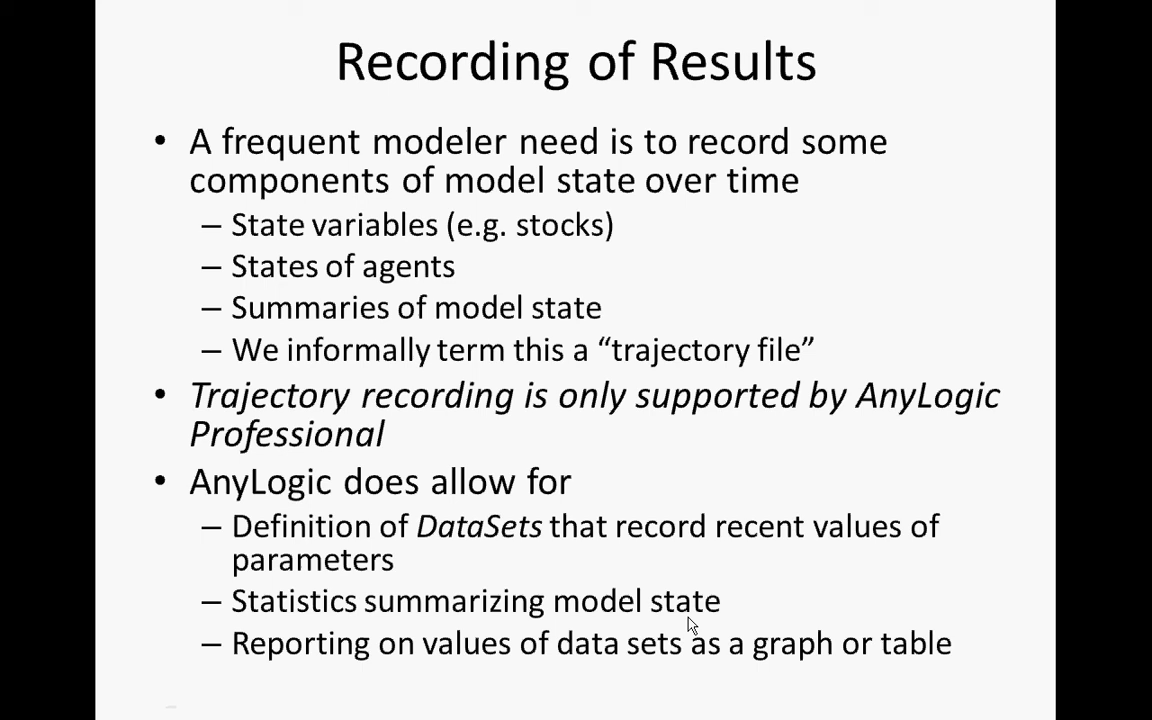 Recording of Results
• A frequent modeler need is to record some
components of model state over time
– State variables (e.g. stocks)
– States of agents
– Summaries of model state
– We informally term this a “trajectory file”
• Trajectory recording is only supported by AnyLogic
Professional
• AnyLogic does allow for
– Definition of DataSets that record recent values of
parameters
– Statistics summarizing model state
– Reporting on values of data sets as a graph or table